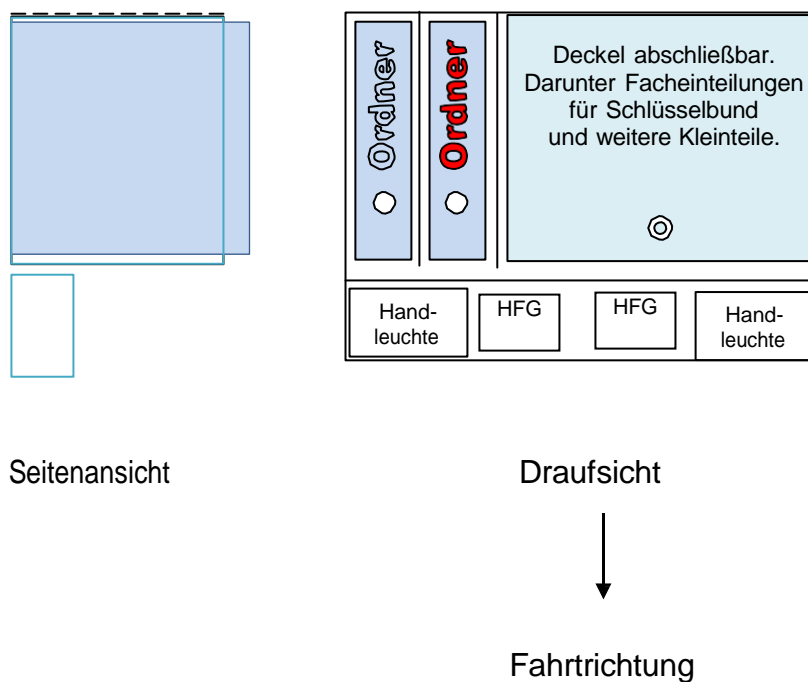 Ordner
Ordner
Deckel abschließbar.
Darunter Facheinteilungen
für Schlüsselbund
und weitere Kleinteile.
Hand-
leuchte
HFG
HFG
Hand-
leuchte
Seitenansicht
Draufsicht
Fahrtrichtung